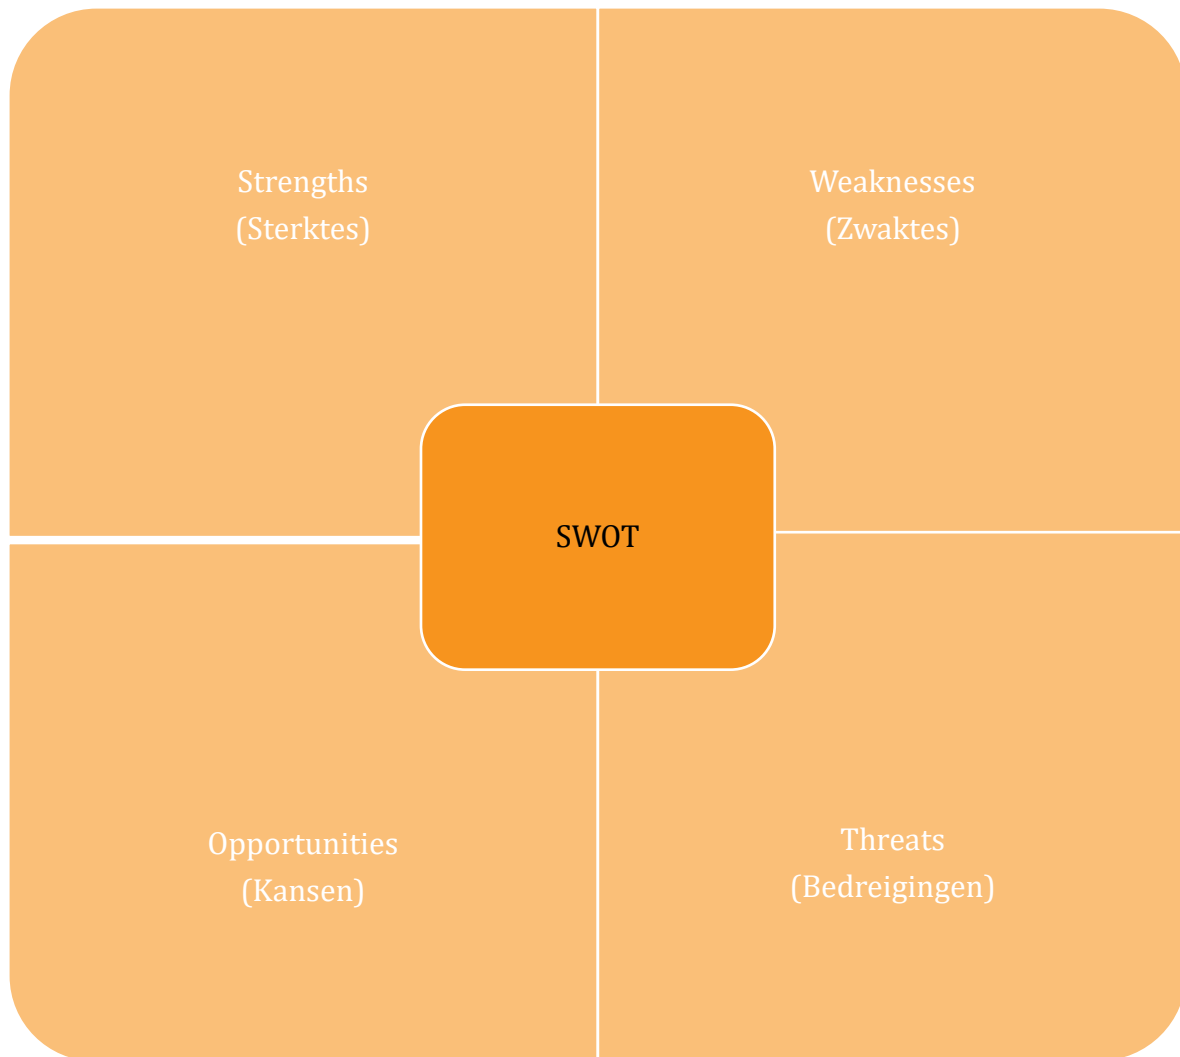 Strengths
(Sterktes)
Weaknesses
(Zwaktes)
SWOT
Opportunities
(Kansen)
Threats
(Bedreigingen)